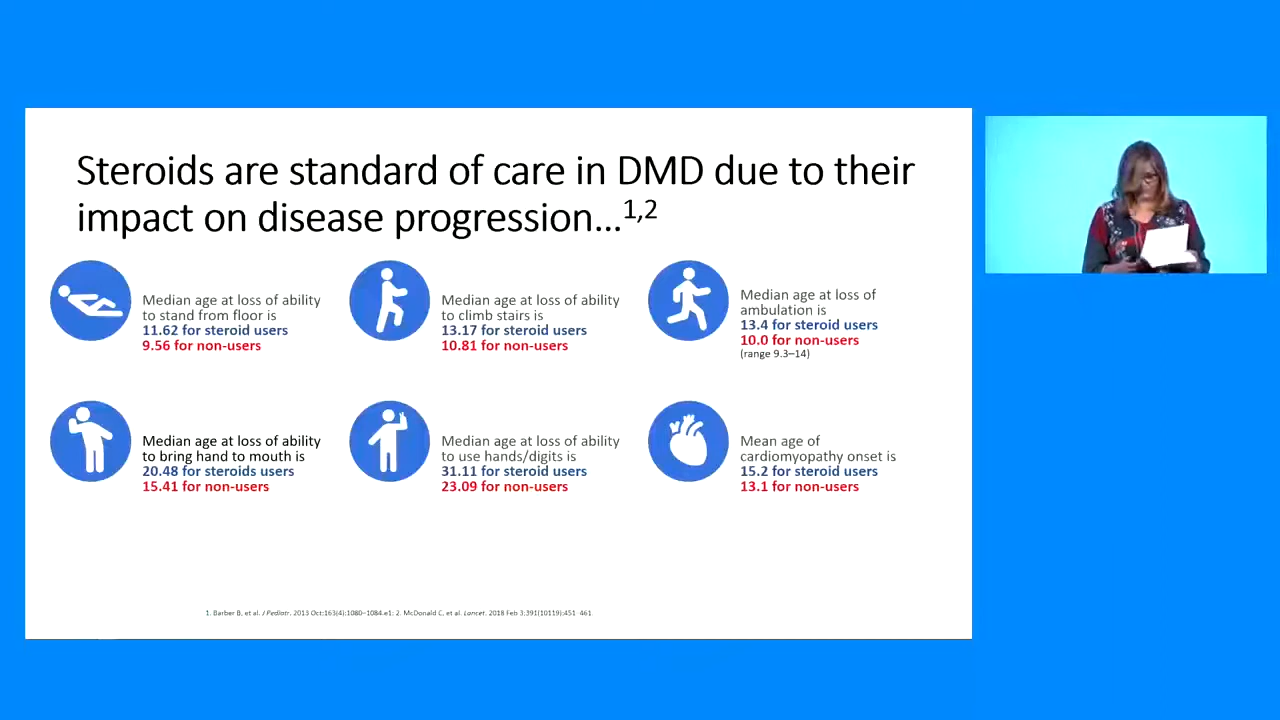 Steroids are standard of care in DMD due to their
impact on disease progression...1,2
Median age at loss of ability
to stand from floor is
11.62 for steroid users
9.56 for non-users
Median age at loss of ability
to climb stairs is
13.17 for steroid users
10.81 for non-users
Median age at loss of
ambulation is
13.4 for steroid users
10.0 for non-users
(range 9.3–14)
Median age at loss of ability
to bring hand to mouth is
20.48 for steroids users
15.41 for non-users
Median age at loss of ability
to use hands/digits is
31.11 for steroid users
23.09 for non-users
Mean age of
cardiomyopathy onset is
15.2 for steroid users
13.1 for non-users
1. Barber B, et al. J Pediatr. 2013 Oct;163(4):1080–1084.e1; 2. McDonald C, et al. Lancet. 2018 Feb 3;391(10119):451–461.